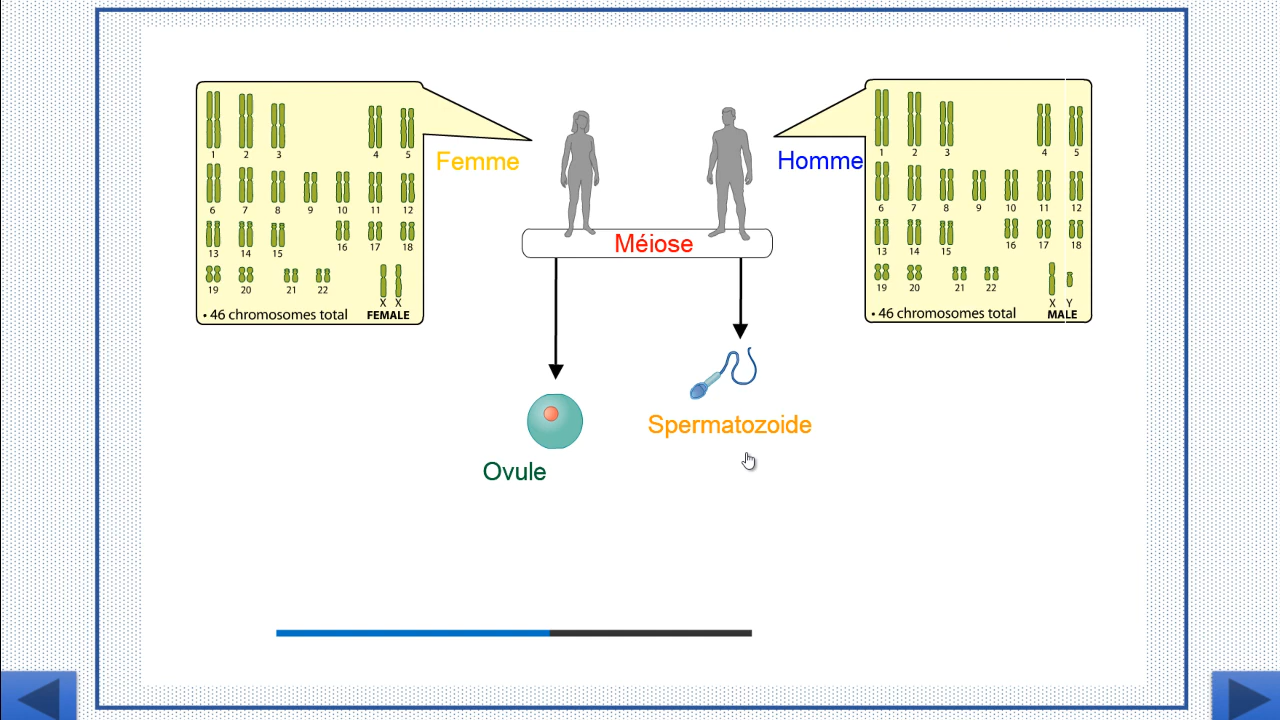 1 2 3 4 5
6 7 8 9 10 11 12
13 14 15 16 17 18
19 20 21 22 X X
• 46 chromosomes total FEMALE
Femme
Homme
Méiose
1 2 3 4 5
6 7 8 9 10 11 12
13 14 15 16 17 18
19 20 21 22 X Y
• 46 chromosomes total MALE
Ovule
Spermatozoide